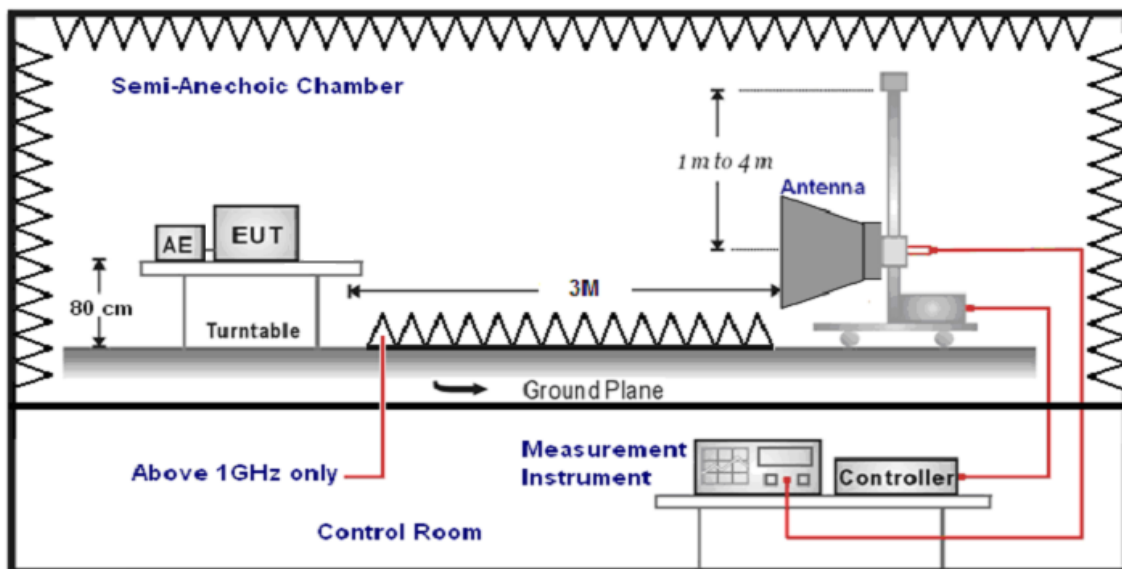 Semi-Anechoic Chamber
1 m to 4 m
Antenna
AE
EUT
80 cm
3M
Turntable
Ground Plane
Above 1GHz only
Measurement
Instrument
Controller
Control Room